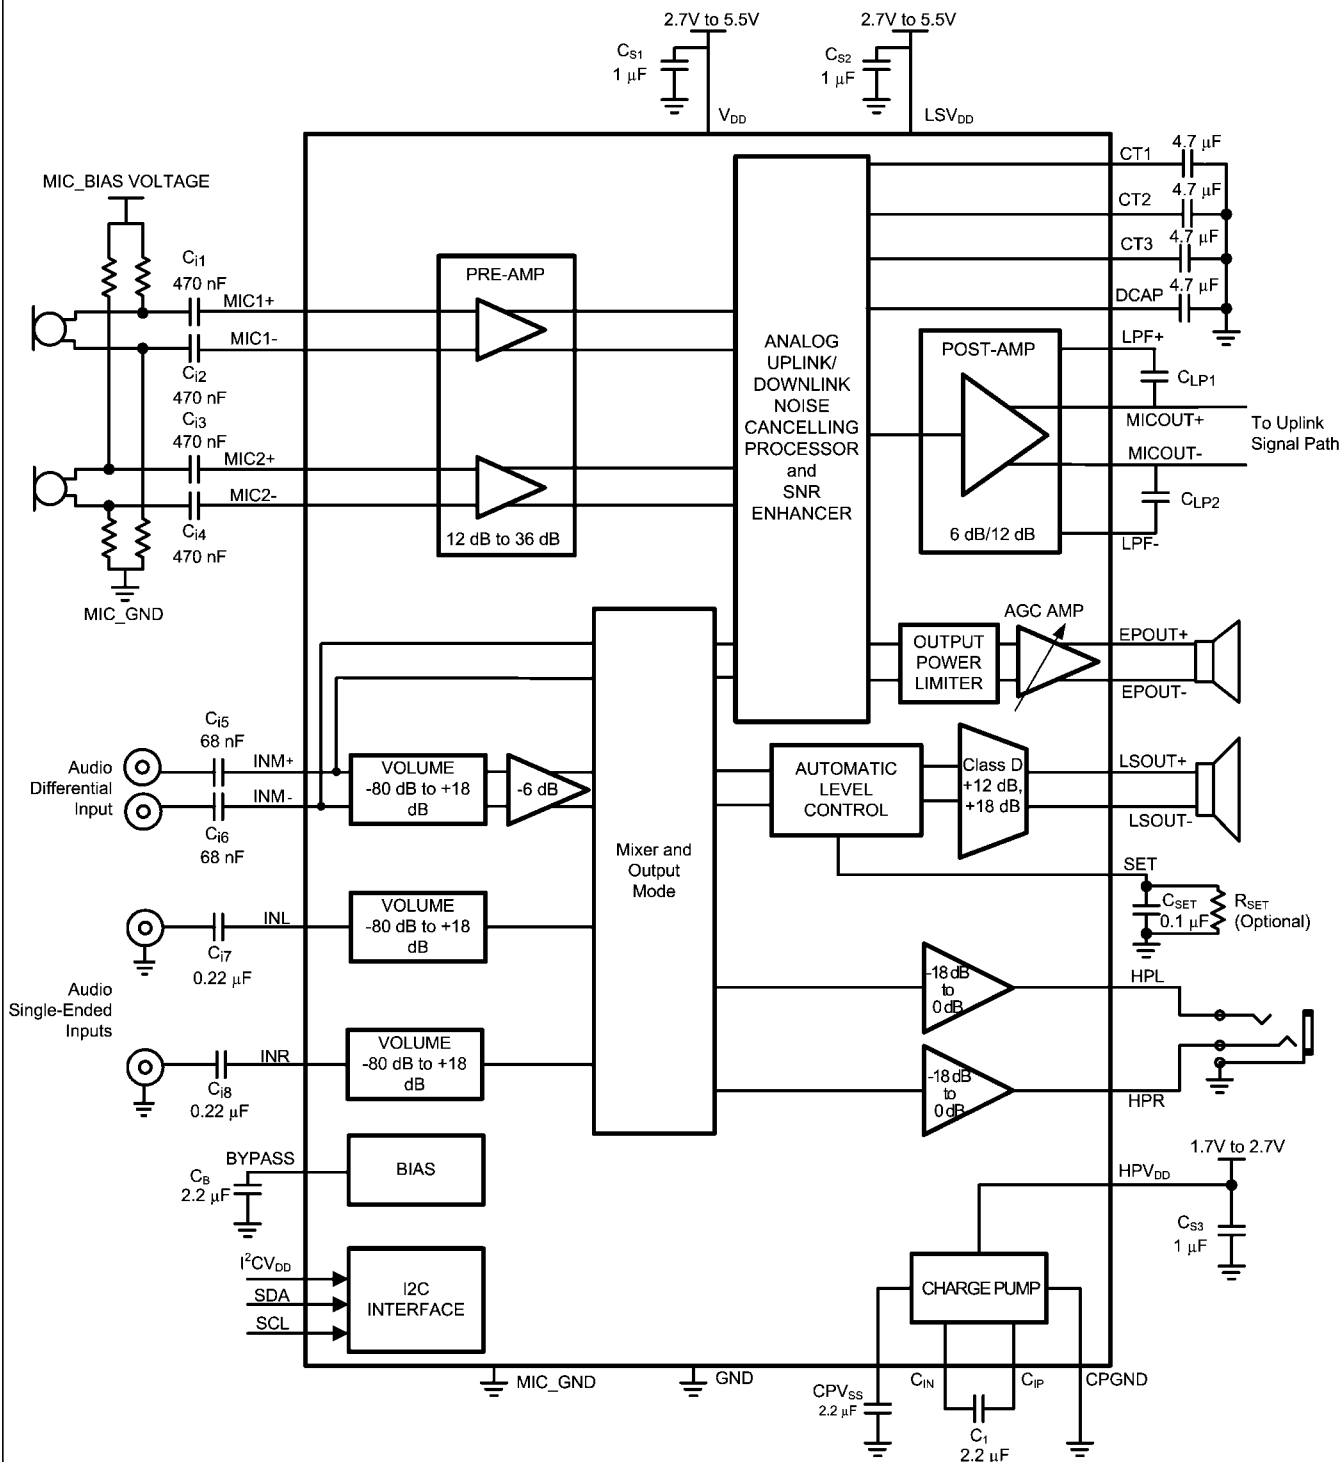 2.7V to 5.5V
2.7V to 5.5V
CS1
1 µF
CS2
1 µF
VDD
LSVDD
MIC_BIAS VOLTAGE
Ci1
470 nF
MIC1+
MIC1-
Ci2
470 nF
Ci3
470 nF
MIC2+
MIC2-
Ci4
470 nF
MIC_GND
PRE-AMP
12 dB to 36 dB
ANALOG
UPLINK/
DOWNLINK
NOISE
CANCELLING
PROCESSOR
and
SNR
ENHANCER
CT1
4.7 µF
CT2
4.7 µF
CT3
4.7 µF
DCAP
4.7 µF
POST-AMP
6 dB/12 dB
LPF+
CLP1
MICOUT+
To Uplink
Signal Path
MICOUT-
CLP2
LPF-
AGC AMP
OUTPUT
POWER
LIMITER
EPOUT+
EPOUT-
Audio
Differential
Input
Ci5
68 nF
INM+
INM-
Ci6
68 nF
VOLUME
-80 dB to +18
dB
-6 dB
Mixer and
Output
Mode
AUTOMATIC
LEVEL
CONTROL
Class D
+12 dB,
+18 dB
LSOUT+
LSOUT-
SET
CSET
0.1 µF
RSET
(Optional)
INL
Ci7
0.22 µF
VOLUME
-80 dB to +18
dB
Audio
Single-Ended
Inputs
INR
Ci8
0.22 µF
VOLUME
-80 dB to +18
dB
-18 dB
to
0 dB
HPL
-18 dB
to
0 dB
HPR
BYPASS
CB
2.2 µF
BIAS
1.7V to 2.7V
HPVDD
CS3
1 µF
I²CVDD
SDA
SCL
I2C
INTERFACE
CHARGE PUMP
MIC_GND
GND
CPVSS
2.2 µF
CIN
CIP
C1
2.2 µF
CPGND